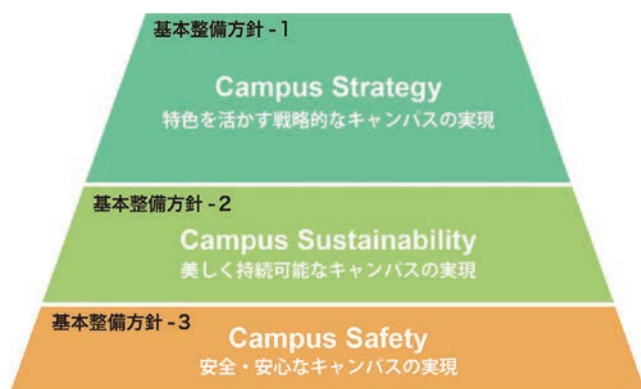 基本整備方針-1
Campus Strategy
特色を活かす戦略的なキャンパスの実現
基本整備方針-2
Campus Sustainability
美しく持続可能なキャンパスの実現
基本整備方針-3
Campus Safety
安全・安心なキャンパスの実現